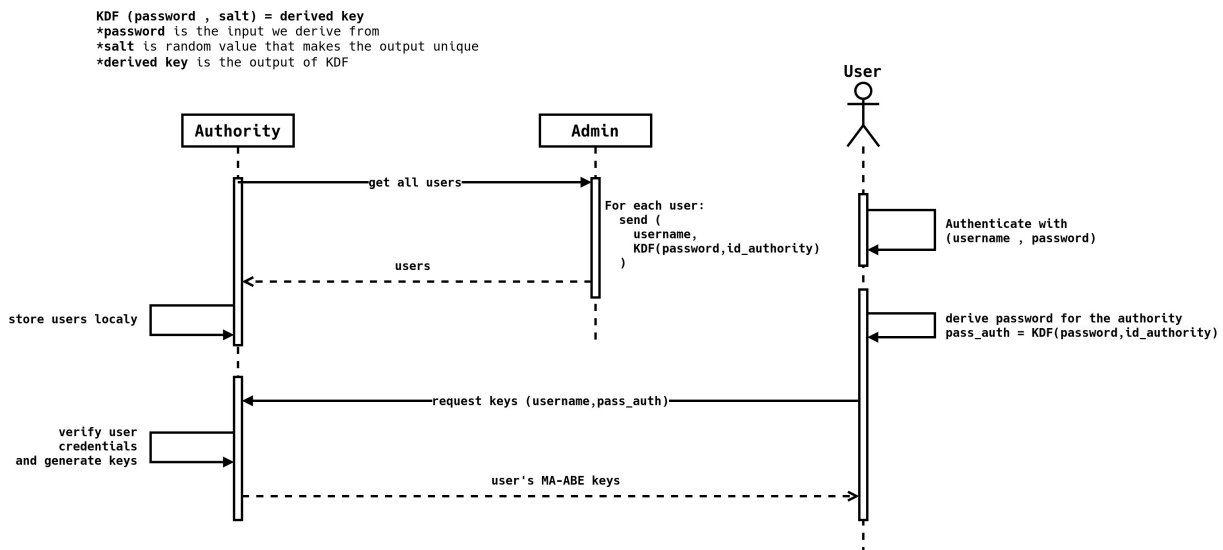 KDF (password , salt) = derived key
*password is the input we derive from
*salt is random value that makes the output unique
*derived key is the output of KDF
User
Authority
Admin
get all users
For each user:
send (
username,
KDF(password,id_authority)
)
Authenticate with
(username , password)
users
store users localy
derive password for the authority
pass_auth = KDF(password,id_authority)
request keys (username,pass_auth)
verify user
credentials
and generate keys
user's MA-ABE keys